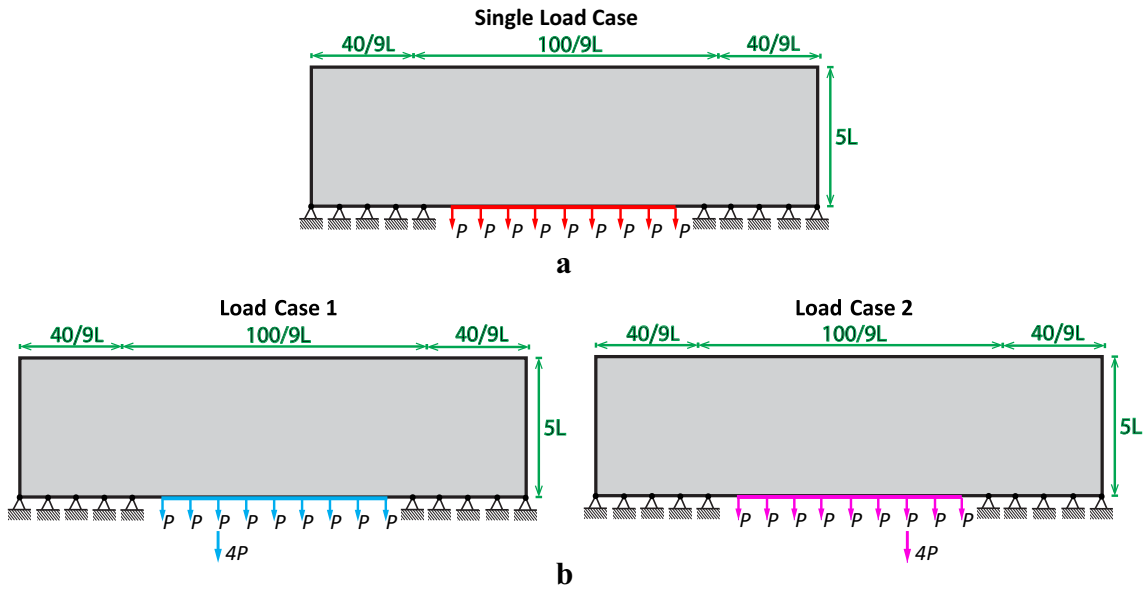 Single Load Case
40/9L 100/9L 40/9L
5L
P P P P P P P P P
a
Load Case 1 Load Case 2
40/9L 100/9L 40/9L 40/9L 100/9L 40/9L
5L 5L
P P P P P P P P P P P P P P P P P P
4P 4P
b